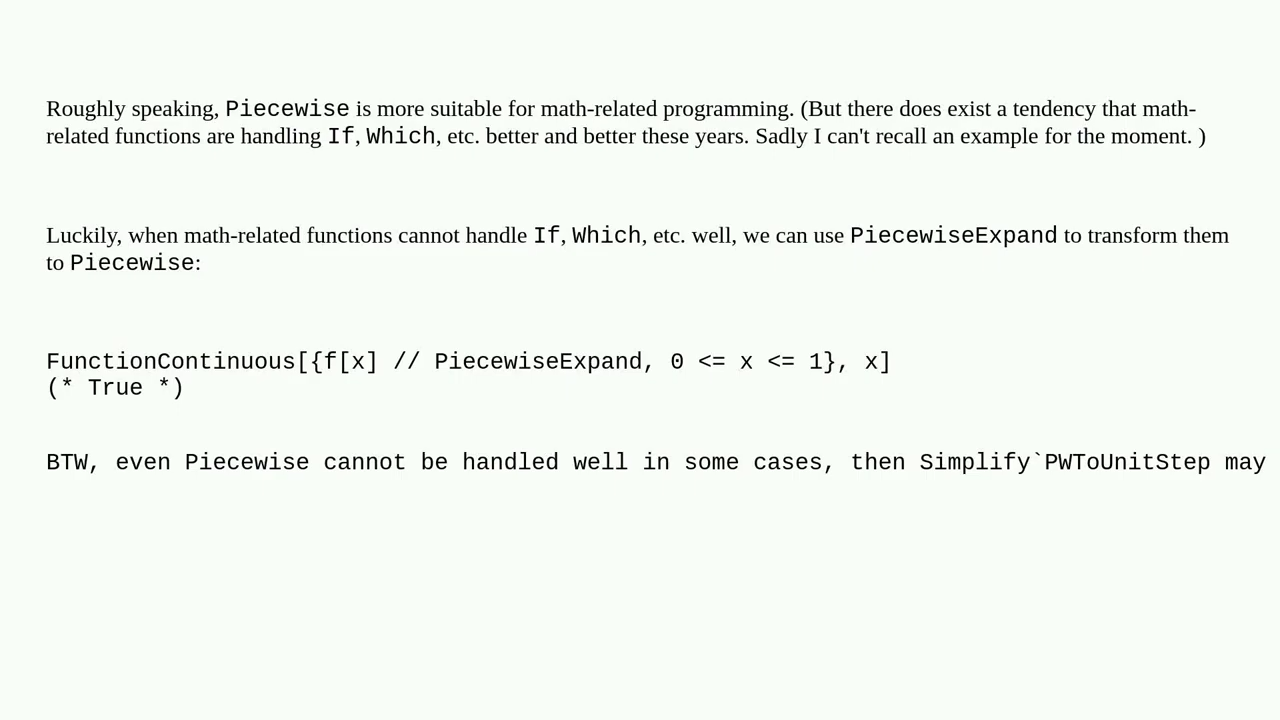 Roughly speaking, Piecewise is more suitable for math-related programming. (But there does exist a tendency that math-
related functions are handling If, Which, etc. better and better these years. Sadly I can't recall an example for the moment. )
Luckily, when math-related functions cannot handle If, Which, etc. well, we can use PiecewiseExpand to transform them
to Piecewise:
FunctionContinuous[{f[x] // PiecewiseExpand, 0 <= x <= 1}, x]
(* True *)
BTW, even Piecewise cannot be handled well in some cases, then Simplify`PWToUnitStep may